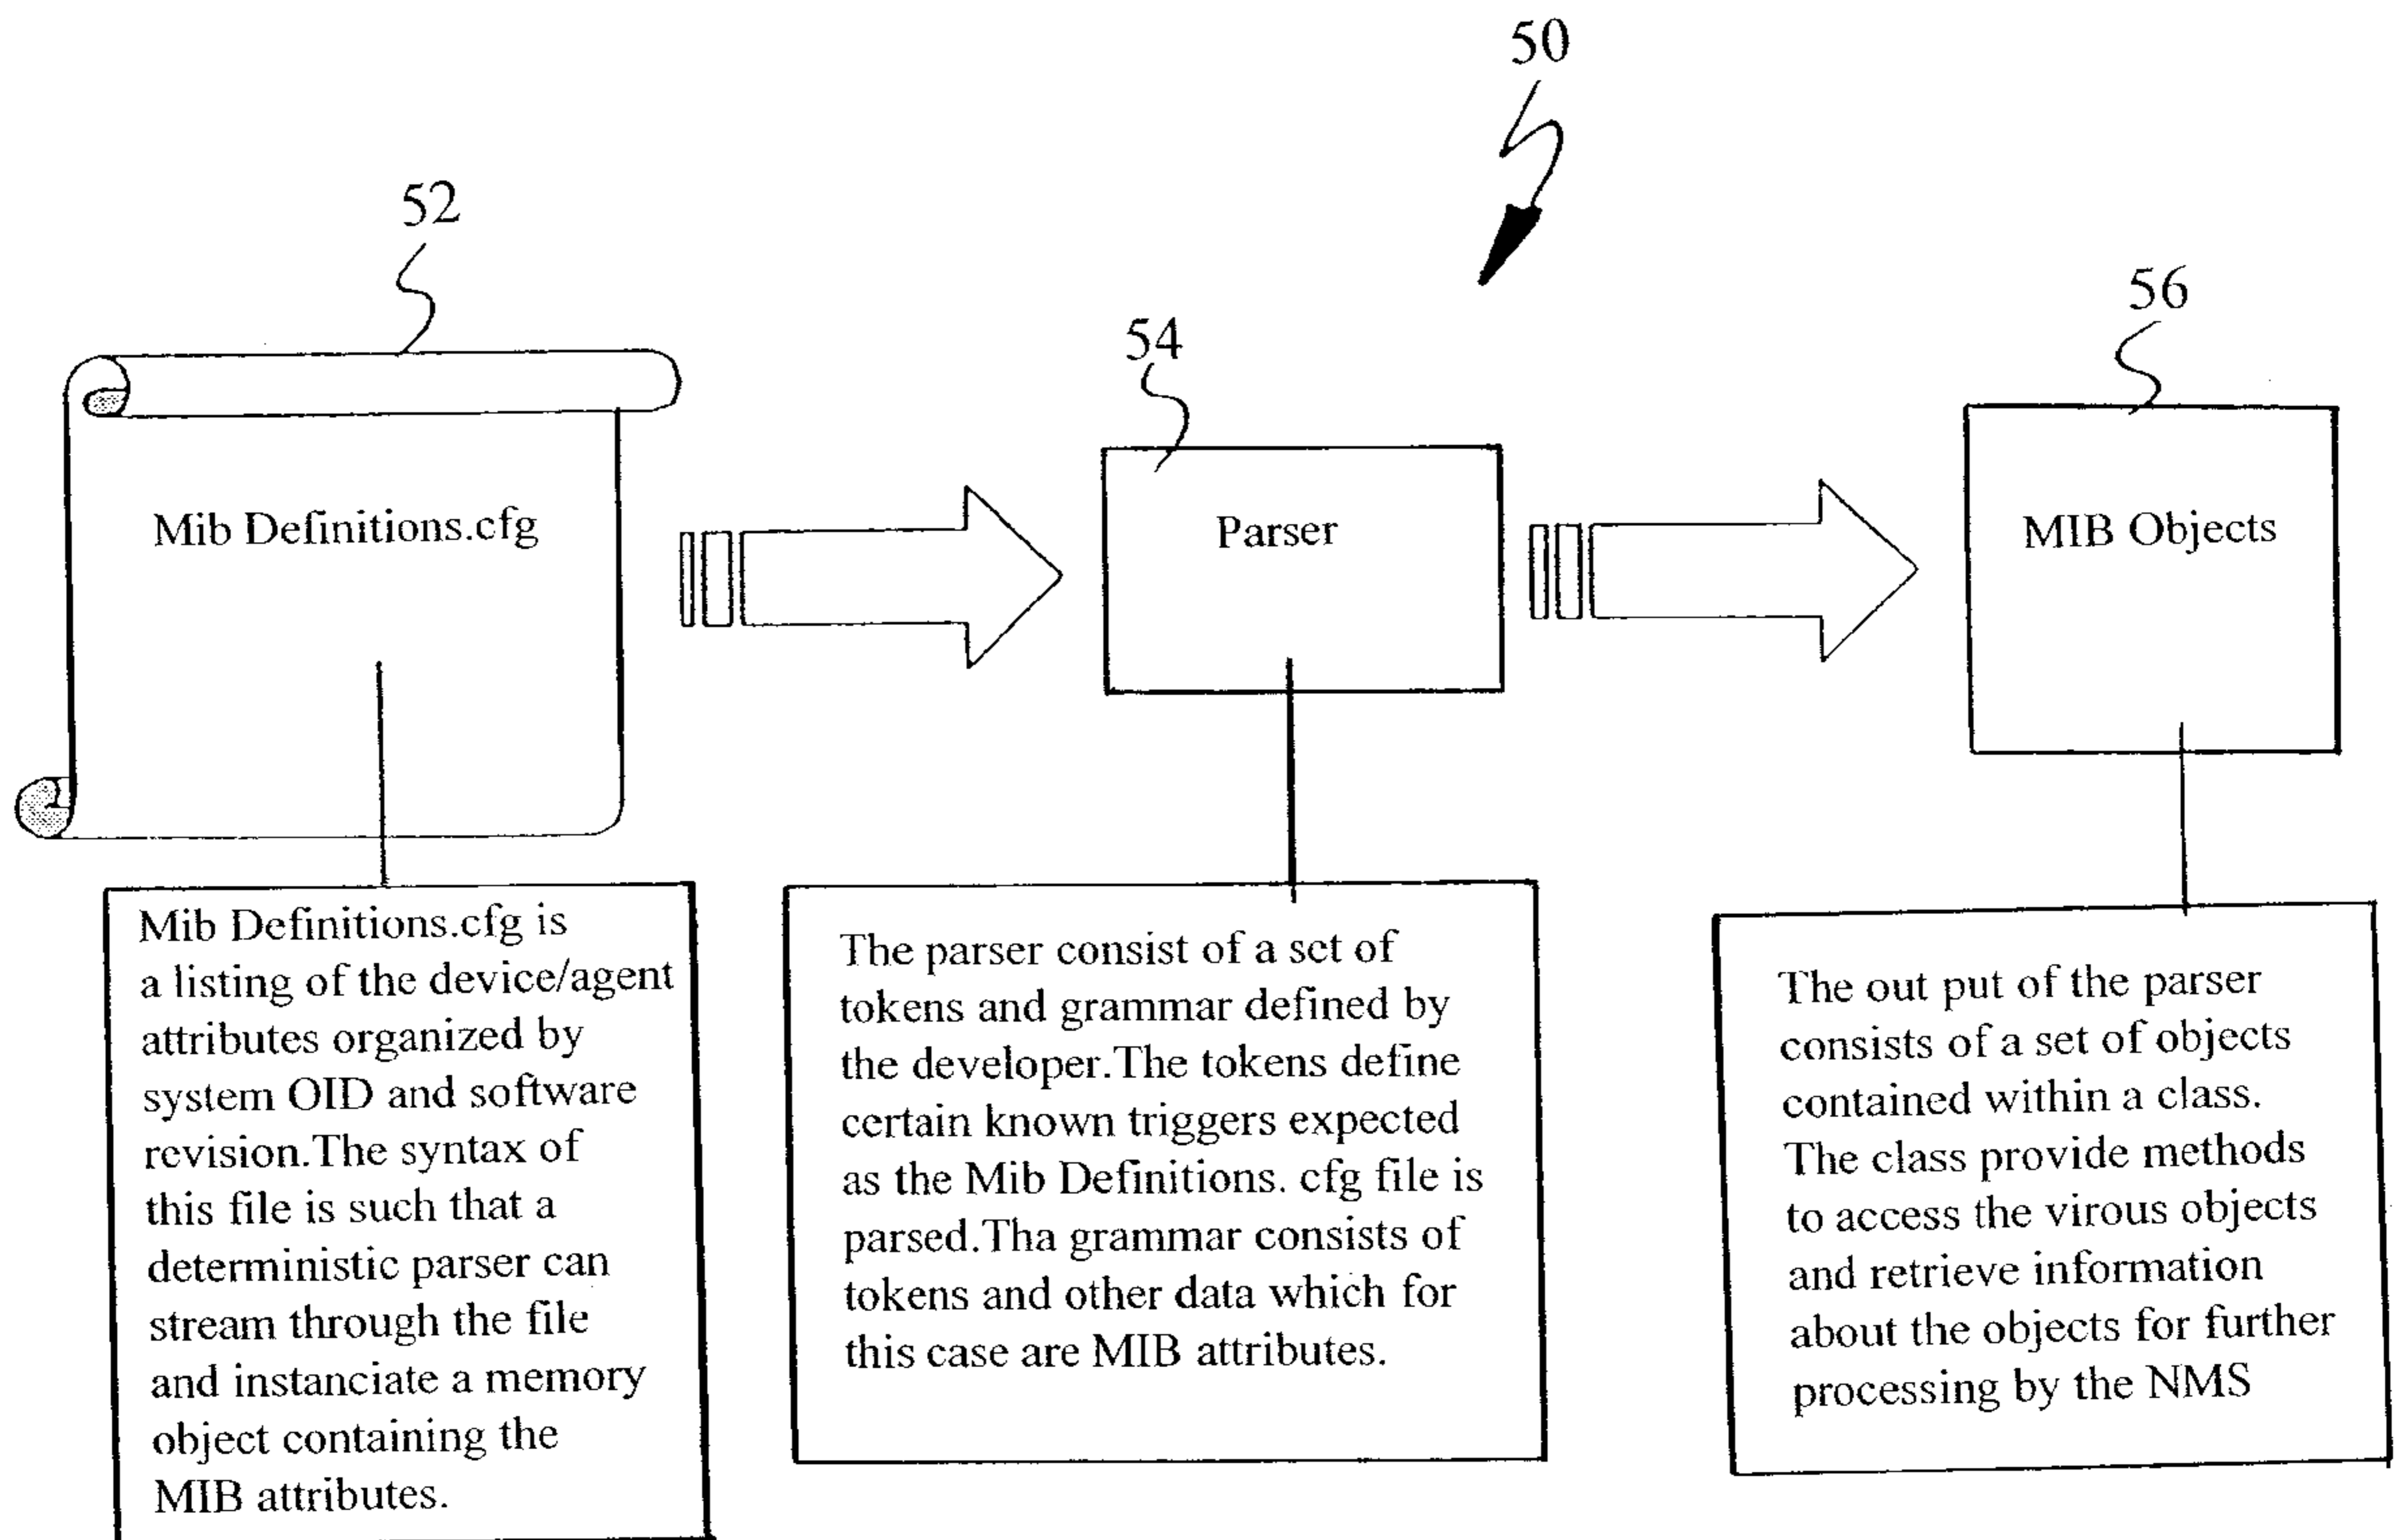 50
52
54
56
Mib Definitions.cfg
Parser
MIB Objects
Mib Definitions.cfg is
a listing of the device/agent
attributes organized by
system OID and software
revision.The syntax of
this file is such that a
deterministic parser can
stream through the file
and instanciate a memory
object containing the
MIB attributes.
The parser consist of a set of
tokens and grammar defined by
the developer.The tokens define
certain known triggers expected
as the Mib Definitions. cfg file is
parsed.Tha grammar consists of
tokens and other data which for
this case are MIB attributes.
The out put of the parser
consists of a set of objects
contained within a class.
The class provide methods
to access the virous objects
and retrieve information
about the objects for further
processing by the NMS